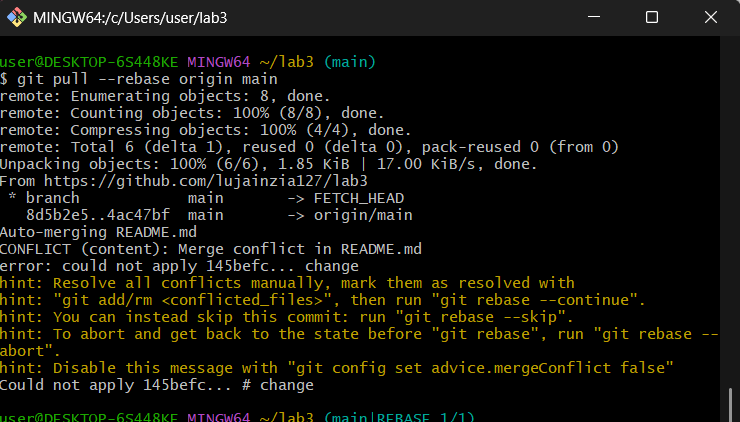 MINGW64:/c/Users/user/lab3
user@DESKTOP-6S448KE MINGW64 ~/lab3 (main)
$ git pull --rebase origin main
remote: Enumerating objects: 8, done.
remote: Counting objects: 100% (8/8), done.
remote: Compressing objects: 100% (4/4), done.
remote: Total 6 (delta 1), reused 0 (delta 0), pack-reused 0 (from 0)
Unpacking objects: 100% (6/6), 1.85 KiB | 17.00 KiB/s, done.
From https://github.com/lujainzia127/lab3
 * branch            main       -> FETCH_HEAD
   8d5b2e5..4ac47bf  main       -> origin/main
Auto-merging README.md
CONFLICT (content): Merge conflict in README.md
error: could not apply 145befc... change
hint: Resolve all conflicts manually, mark them as resolved with
hint: "git add/rm <conflicted_files>", then run "git rebase --continue".
hint: You can instead skip this commit: run "git rebase --skip".
hint: To abort and get back to the state before "git rebase", run "git rebase --
abort".
hint: Disable this message with "git config set advice.mergeConflict false"
Could not apply 145befc... # change
user@DESKTOP-6S448KE MINGW64 ~/lab3 (main|REBASE 1/1)